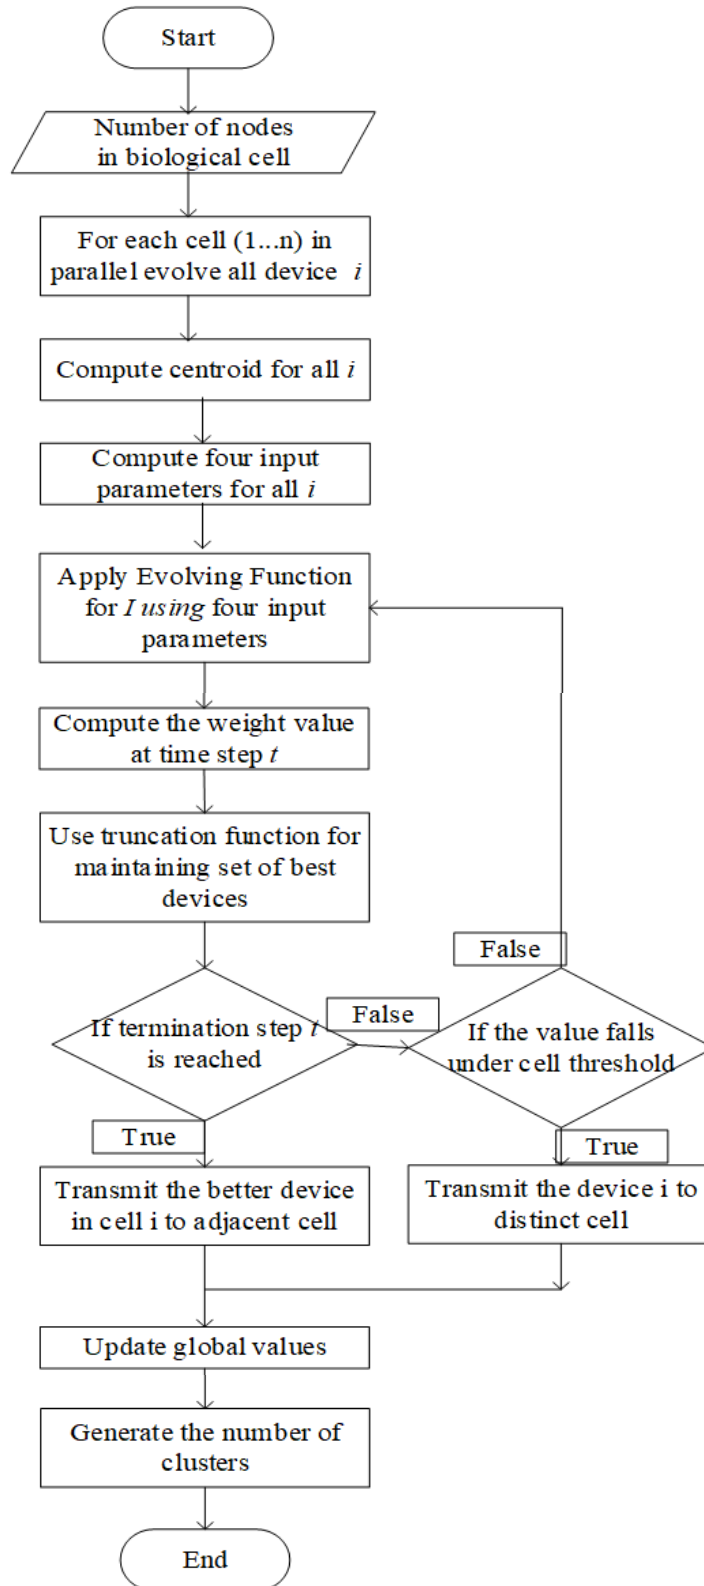 Start
Number of nodes
in biological cell
For each cell (1...n) in
parallel evolve all device i
Compute centroid for all i
Compute four input
parameters for all i
Apply Evolving Function
for I using four input
parameters
Compute the weight value
at time step t
Use truncation function for
maintaining set of best
devices
False
If termination step t
is reached
False
If the value falls
under cell threshold
True
True
Transmit the better device
in cell i to adjacent cell
Transmit the device i to
distinct cell
Update global values
Generate the number of
clusters
End